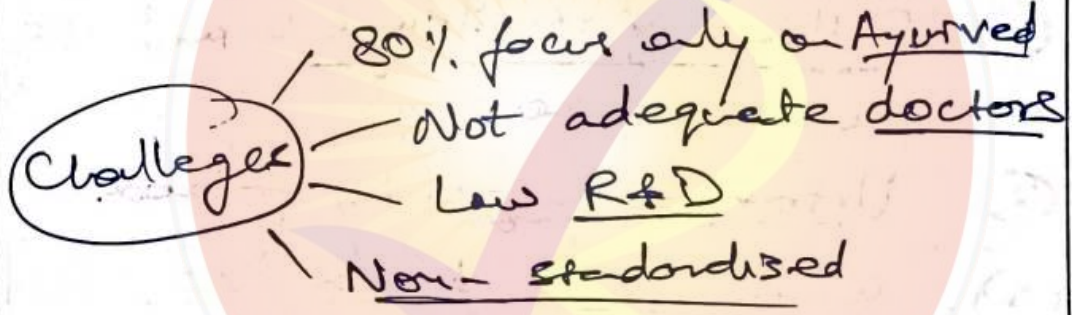 80% focus only on Ayurved
Not adequate doctors
Challeges
Low R&D
Non-standardised